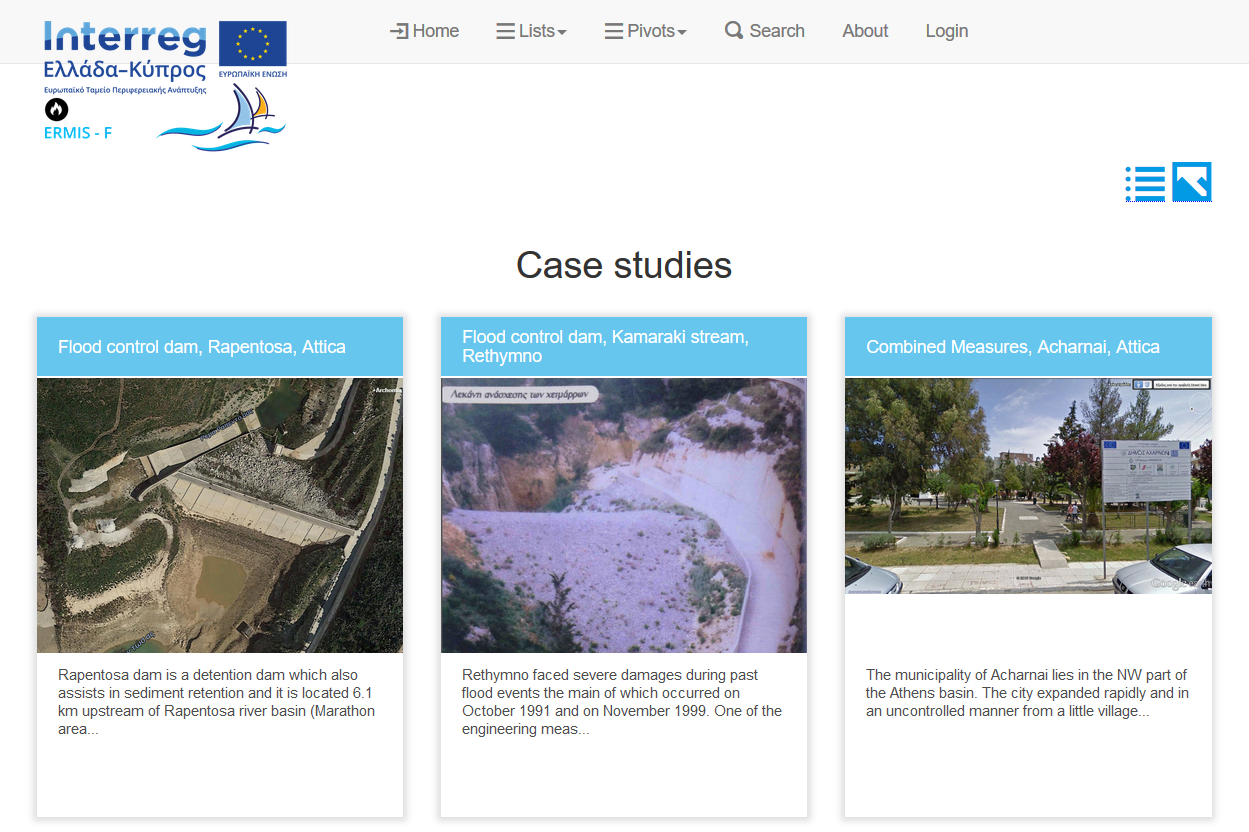 Interreg
Ελλάδα-Κύπρος
ΕΥΡΩΠΑΪΚΗ ΕΝΩΣΗ
Ευρωπαϊκό Ταμείο Περιφερειακής Ανάπτυξης
ERMIS - F
Home Lists Pivots Search About Login
Case studies
Flood control dam, Rapentosa, Attica
Rapentosa dam is a detention dam which also
assists in sediment retention and it is located 6.1
km upstream of Rapentosa river basin (Marathon
area...
Flood control dam, Kamaraki stream,
Rethymno
Λεκάνη ανάσχεσης των χειμάρρων
Rethymno faced severe damages during past
flood events the main of which occurred on
October 1991 and on November 1999. One of the
engineering meas...
Combined Measures, Acharnai, Attica
ΔΗΜΟΣ ΑΧΑΡΝΩΝ
Google
The municipality of Acharnai lies in the NW part of
the Athens basin. The city expanded rapidly and in
an uncontrolled manner from a little village...